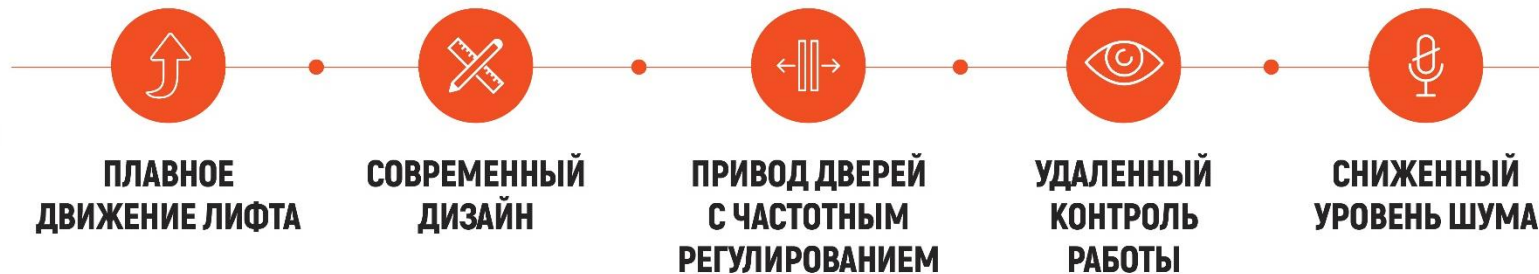 ПЛАВНОЕ
ДВИЖЕНИЕ ЛИФТА
СОВРЕМЕННЫЙ
ДИЗАЙН
ПРИВОД ДВЕРЕЙ
С ЧАСТОТНЫМ
РЕГУЛИРОВАНИЕМ
УДАЛЕННЫЙ
КОНТРОЛЬ
РАБОТЫ
СНИЖЕННЫЙ
УРОВЕНЬ ШУМА